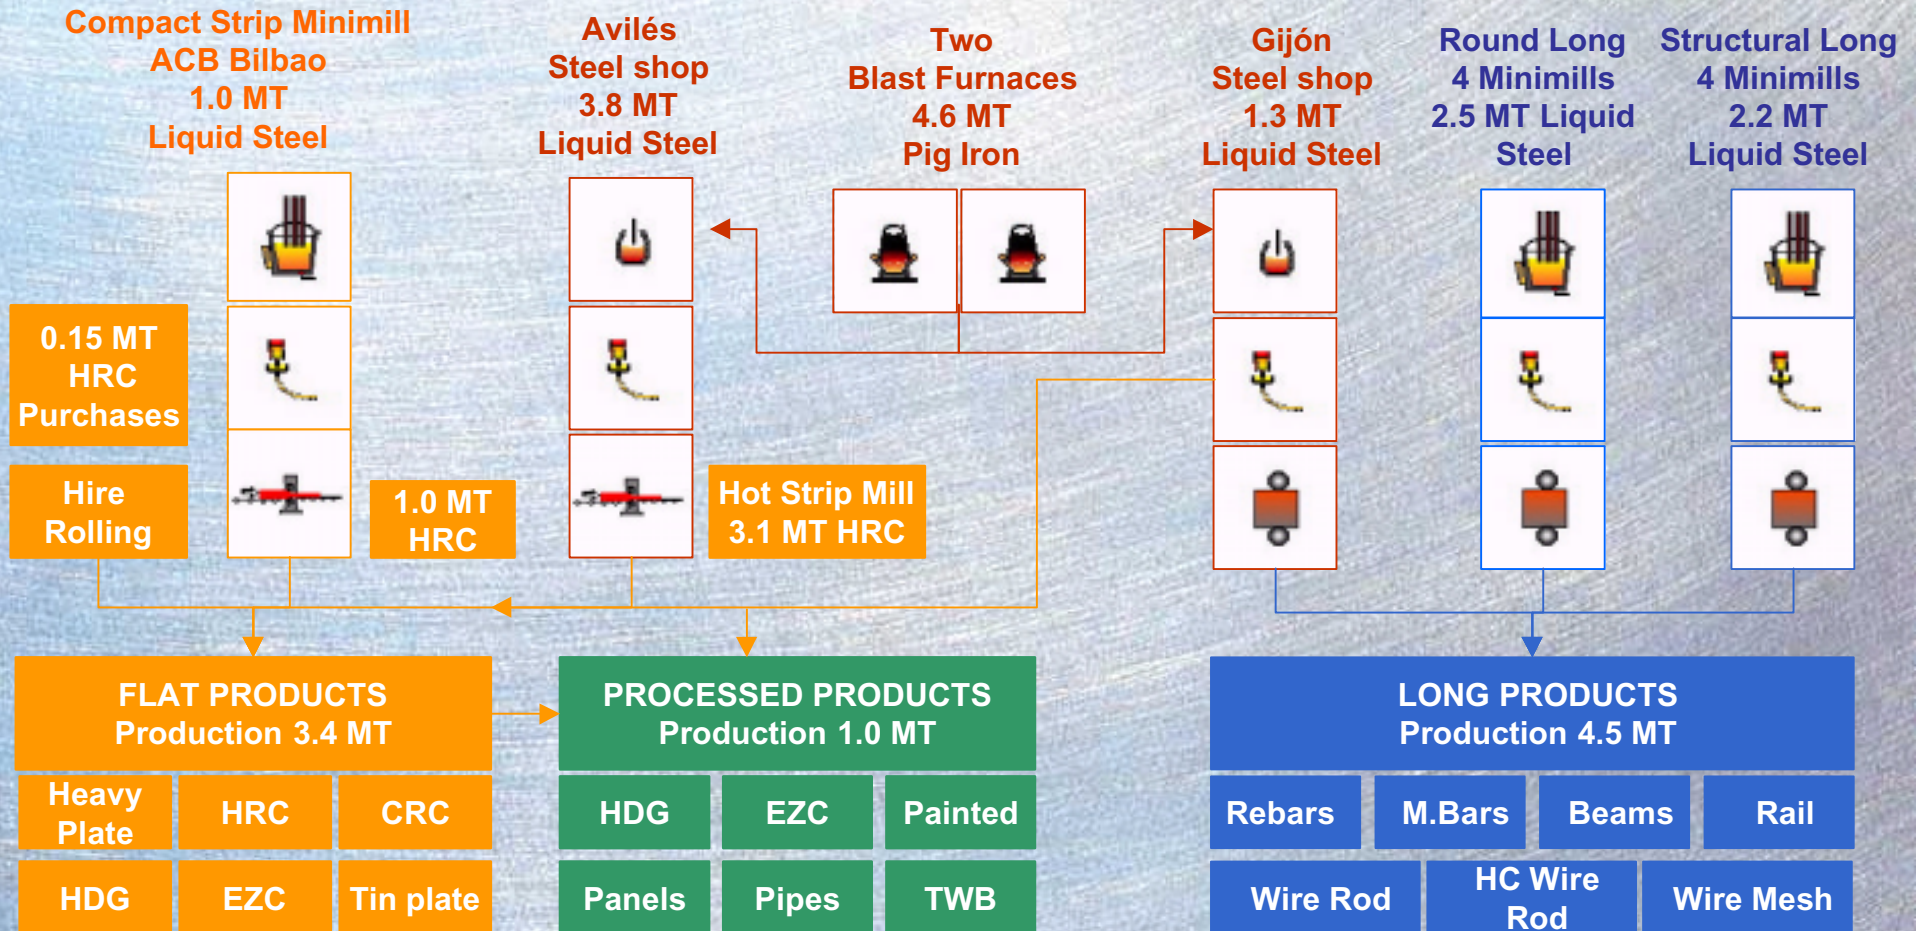 Compact Strip Minimill
ACB Bilbao
1.0 MT
Liquid Steel
Avilés
Steel shop
3.8 MT
Liquid Steel
Two
Blast Furnaces
4.6 MT
Pig Iron
Gijón
Steel shop
1.3 MT
Liquid Steel
Round Long
4 Minimills
2.5 MT Liquid
Steel
Structural Long
4 Minimills
2.2 MT
Liquid Steel
0.15 MT
HRC
Purchases
Hire
Rolling
1.0 MT
HRC
Hot Strip Mill
3.1 MT HRC
FLAT PRODUCTS
Production 3.4 MT
Heavy
Plate
HRC
CRC
HDG
EZC
Tin plate
PROCESSED PRODUCTS
Production 1.0 MT
HDG
EZC
Painted
Panels
Pipes
TWB
LONG PRODUCTS
Production 4.5 MT
Rebars
M.Bars
Beams
Rail
Wire Rod
HC Wire
Rod
Wire Mesh